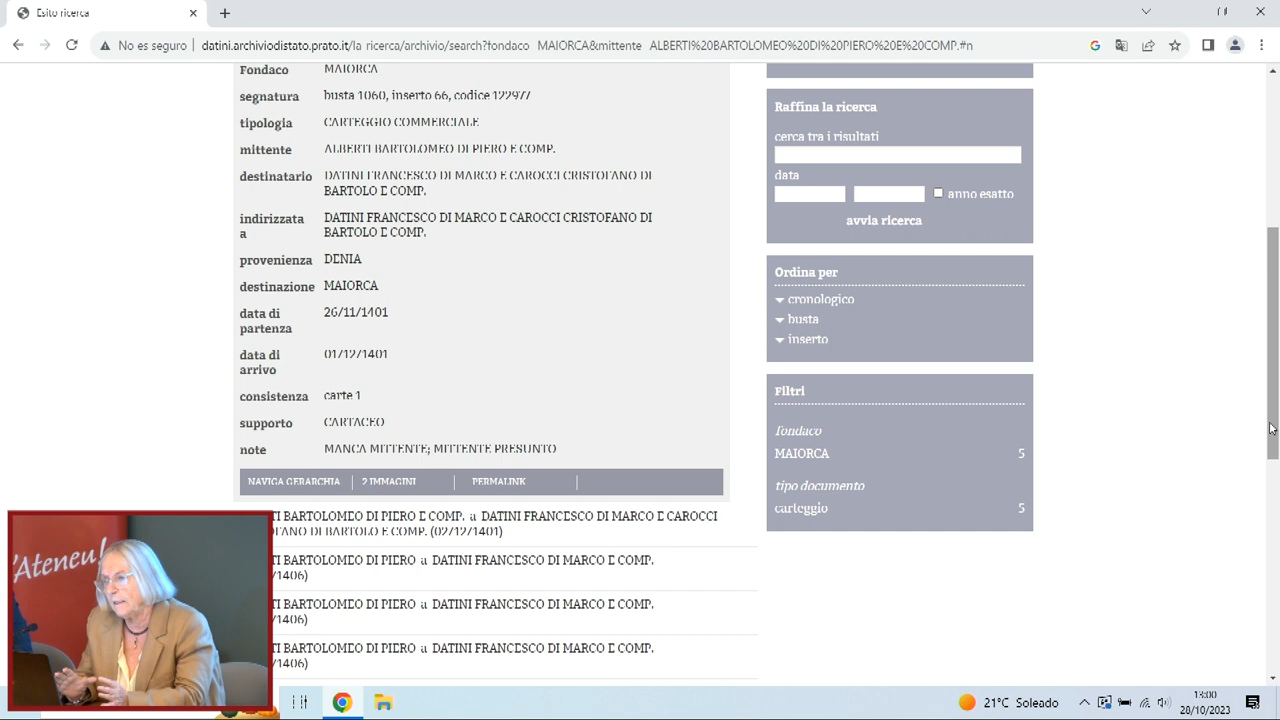 Esito ricerca
No es seguro
datini.archiviodistato.prato.it/la ricerca/archivio/search?fondaco MAIORCA&mittente ALBERTI%20BARTOLOMEO%20DI%20PIERO%20E%20COMP.#n
Fondaco MAIORCA
segnatura busta 1060, inserto 66, codice 122977
tipologia CARTEGGIO COMMERCIALE
mittente ALBERTI BARTOLOMEO DI PIERO E COMP.
destinatario DATINI FRANCESCO DI MARCO E CAROCCI CRISTOFANO DI
BARTOLO E COMP.
indirizzata DATINI FRANCESCO DI MARCO E CAROCCI CRISTOFANO DI
a BARTOLO E COMP.
provenienza DENIA
destinazione MAIORCA
data di 26/11/1401
partenza
data di 01/12/1401
arrivo
consistenza carte 1
supporto CARTACEO
note MANCA MITTENTE; MITTENTE PRESUNTO
NAVIGA GERARCHIA 2 IMMAGINI PERMALINK
TI BARTOLOMEO DI PIERO E COMP. a DATINI FRANCESCO DI MARCO E CAROCCI
OFANO DI BARTOLO E COMP. (02/12/1401)
TI BARTOLOMEO DI PIERO a DATINI FRANCESCO DI MARCO E COMP.
/1406)
TI BARTOLOMEO DI PIERO a DATINI FRANCESCO DI MARCO E COMP.
/1406)
TI BARTOLOMEO DI PIERO a DATINI FRANCESCO DI MARCO E COMP.
/1406)
Raffina la ricerca
cerca tra i risultati
data
anno esatto
avvia ricerca
Ordina per
cronologico
busta
inserto
Filtri
fondaco
MAIORCA 5
tipo documento
carteggio 5
'Ateneu!
21°C Soleado
13:00
28/10/2023